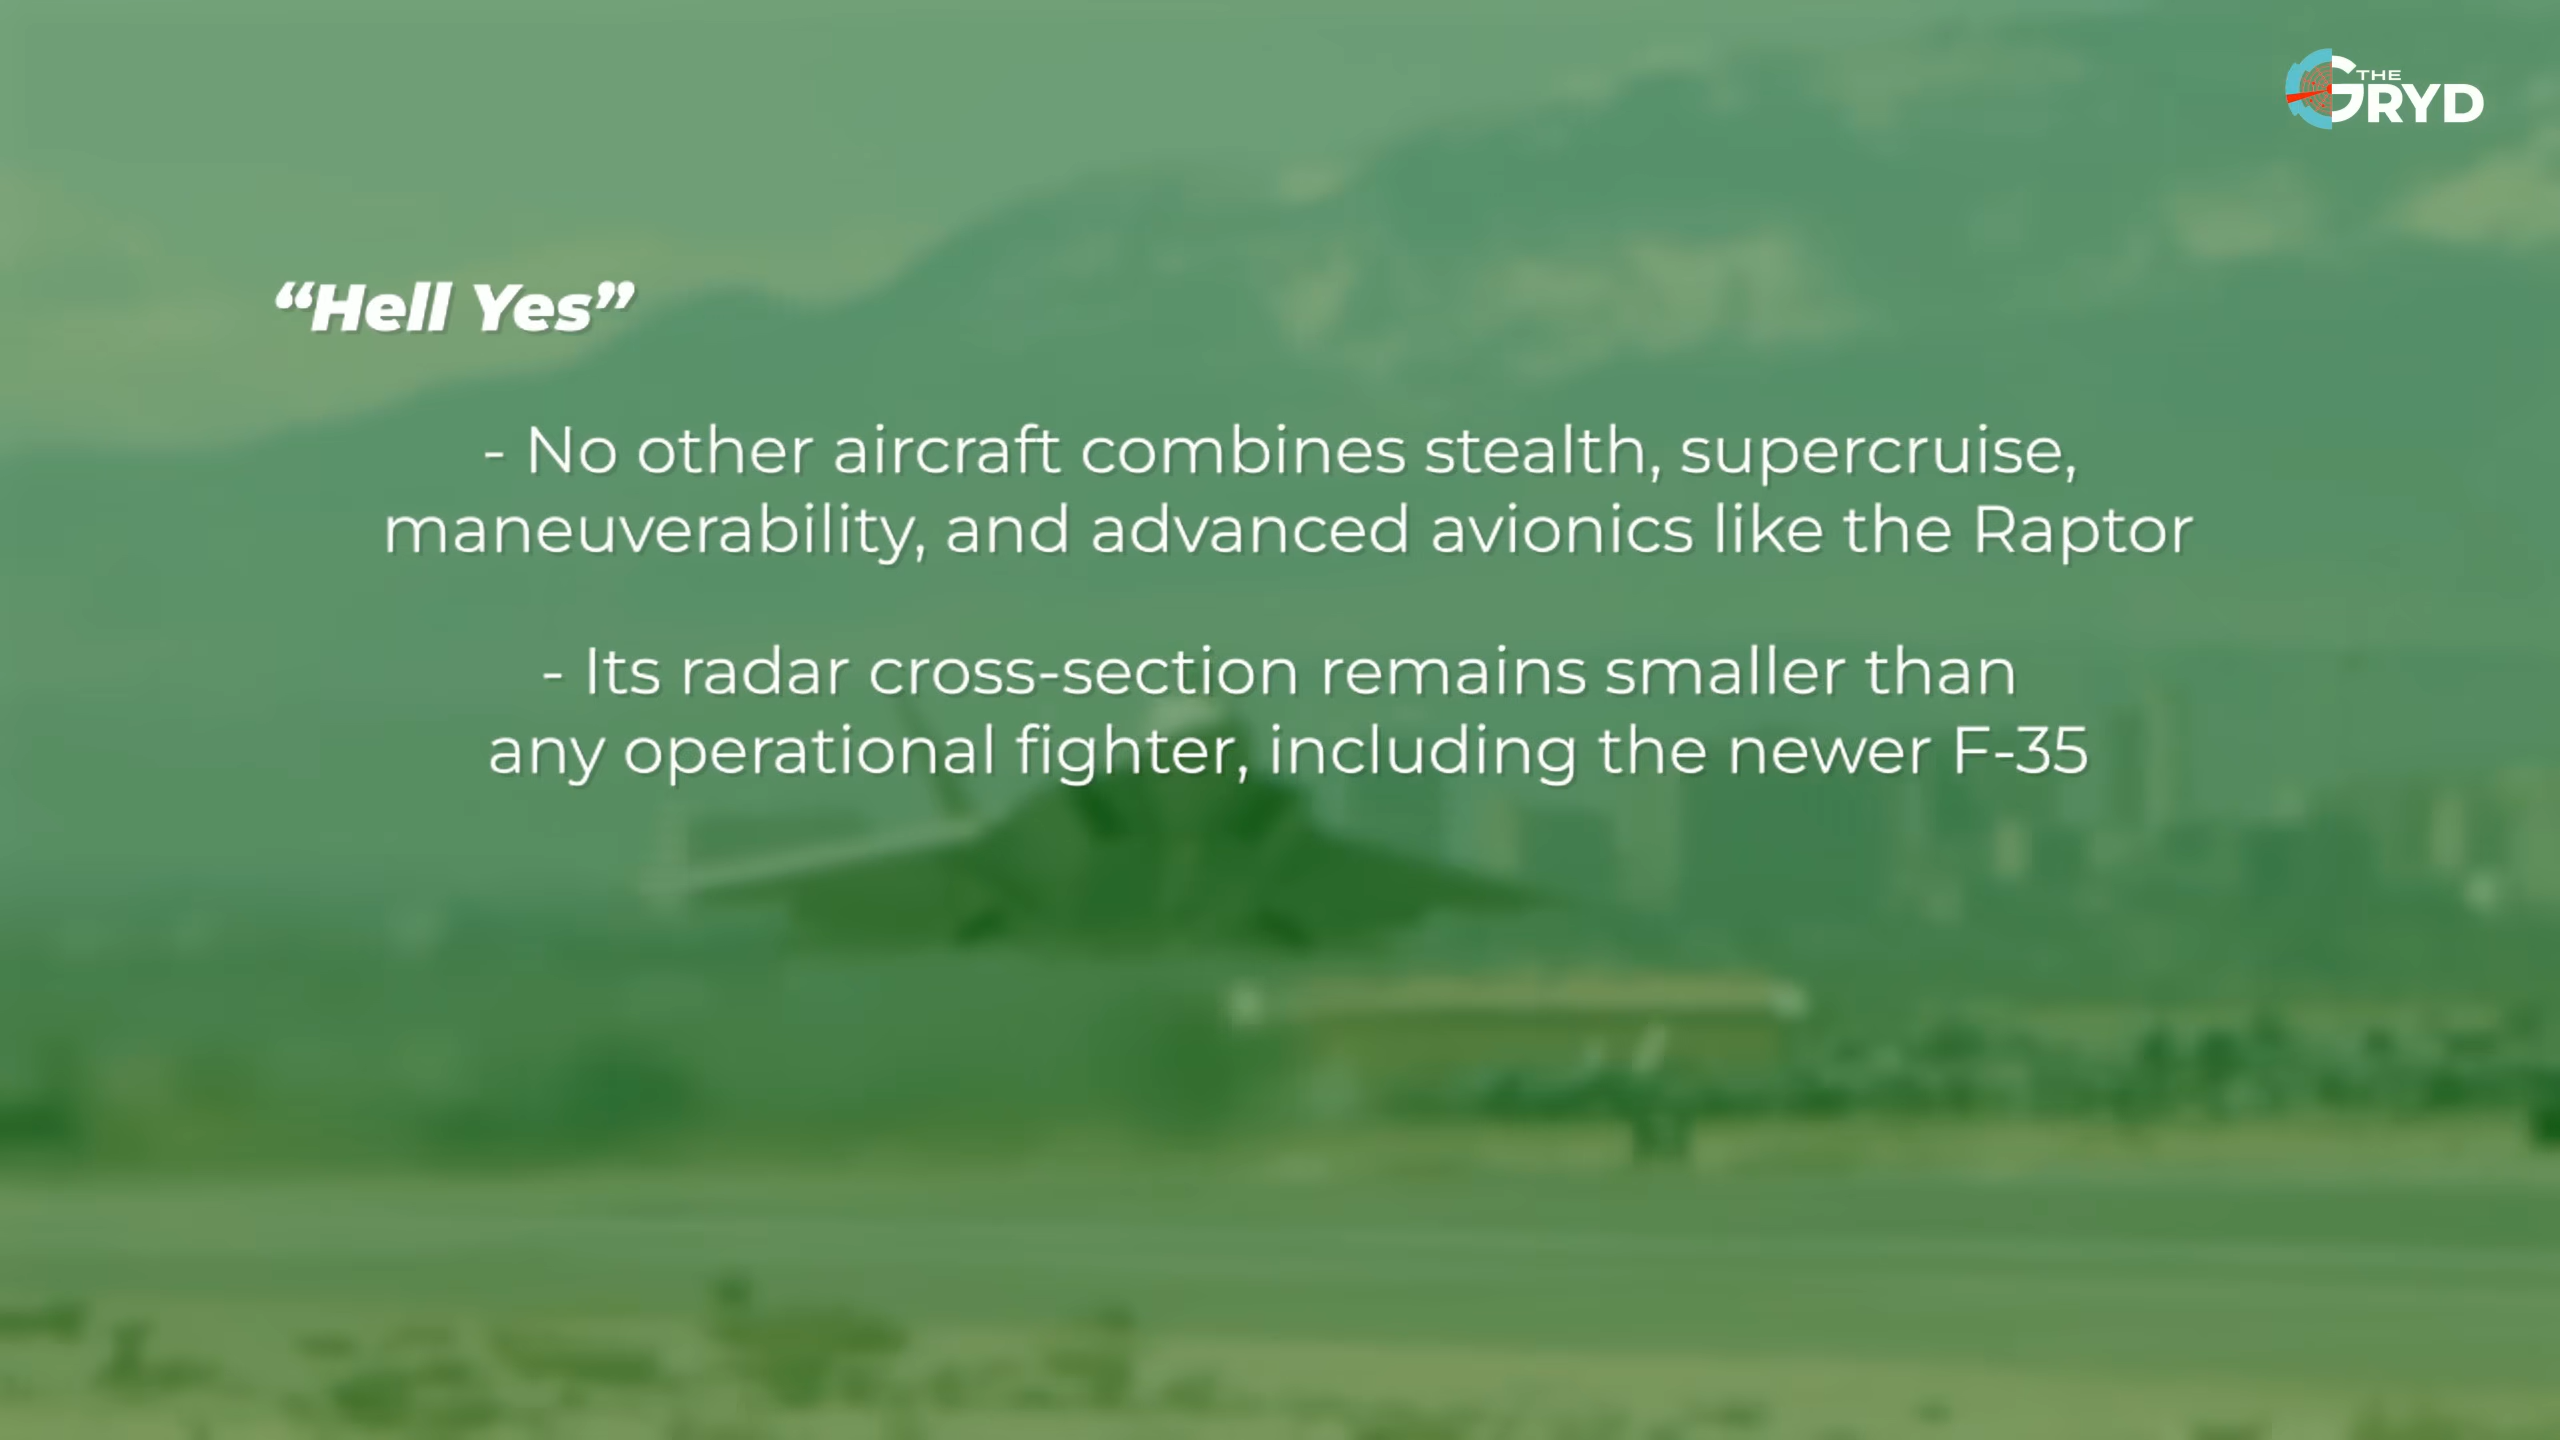 THE
GRYD
“Hell Yes”
- No other aircraft combines stealth, supercruise,
maneuverability, and advanced avionics like the Raptor
- Its radar cross-section remains smaller than
any operational fighter, including the newer F-35